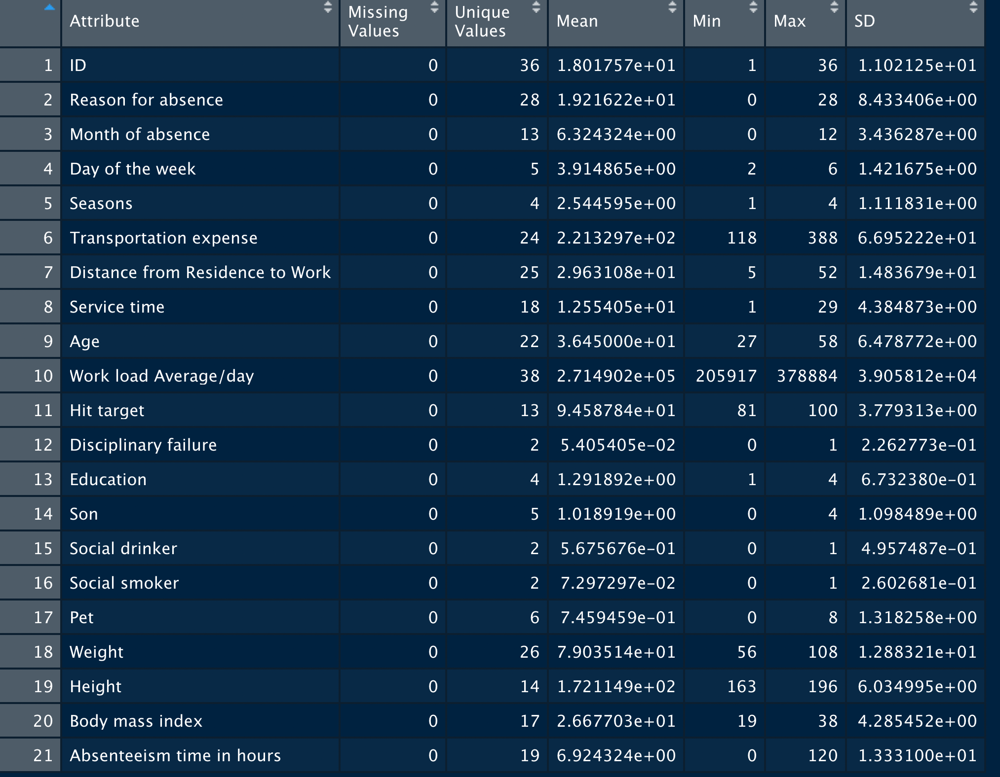 Attribute Missing Values Unique Values Mean Min Max SD
1 ID 0 36 1.801757e+01 1 36 1.102125e+01
2 Reason for absence 0 28 1.921622e+01 0 28 8.433406e+00
3 Month of absence 0 13 6.324324e+00 0 12 3.436287e+00
4 Day of the week 0 5 3.914865e+00 2 6 1.421675e+00
5 Seasons 0 4 2.544595e+00 1 4 1.111831e+00
6 Transportation expense 0 24 2.213297e+02 118 388 6.695222e+01
7 Distance from Residence to Work 0 25 2.963108e+01 5 52 1.483679e+01
8 Service time 0 18 1.255405e+01 1 29 4.384873e+00
9 Age 0 22 3.645000e+01 27 58 6.478772e+00
10 Work load Average/day 0 38 2.714902e+05 205917 378884 3.905812e+04
11 Hit target 0 13 9.458784e+01 81 100 3.779313e+00
12 Disciplinary failure 0 2 5.405405e-02 0 1 2.262773e-01
13 Education 0 4 1.291892e+00 1 4 6.732380e-01
14 Son 0 5 1.018919e+00 0 4 1.098489e+00
15 Social drinker 0 2 5.675676e-01 0 1 4.957487e-01
16 Social smoker 0 2 7.297297e-02 0 1 2.602681e-01
17 Pet 0 6 7.459459e-01 0 8 1.318258e+00
18 Weight 0 26 7.903514e+01 56 108 1.288321e+01
19 Height 0 14 1.721149e+02 163 196 6.034995e+00
20 Body mass index 0 17 2.667703e+01 19 38 4.285452e+00
21 Absenteeism time in hours 0 19 6.924324e+00 0 120 1.333100e+01